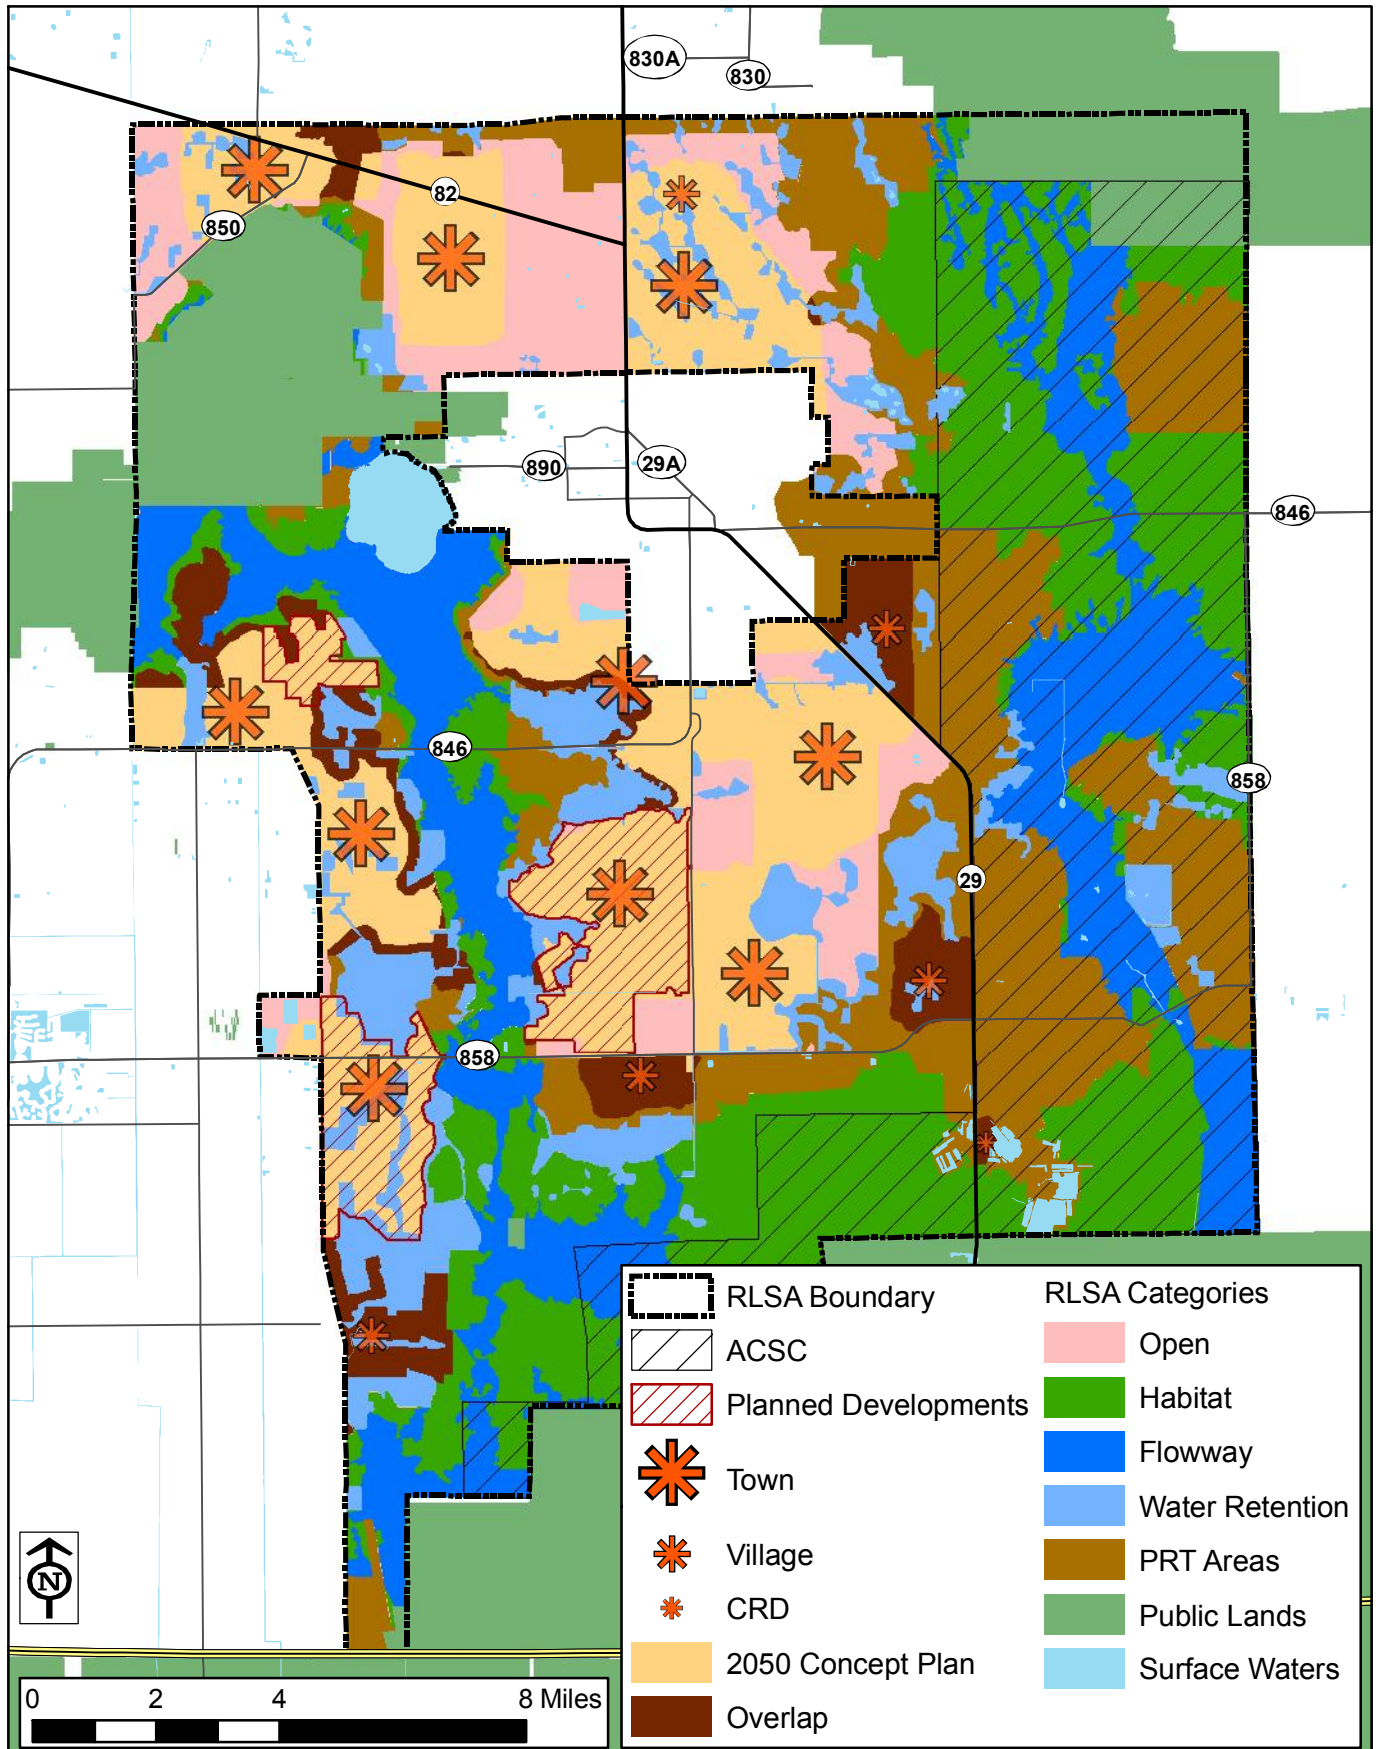 830A
830
82
850
890
29A
846
846
858
29
858
RLSA Boundary
ACSC
Planned Developments
Town
Village
CRD
2050 Concept Plan
Overlap
RLSA Categories
Open
Habitat
Flowway
Water Retention
PRT Areas
Public Lands
Surface Waters
N
0 2 4 8 Miles